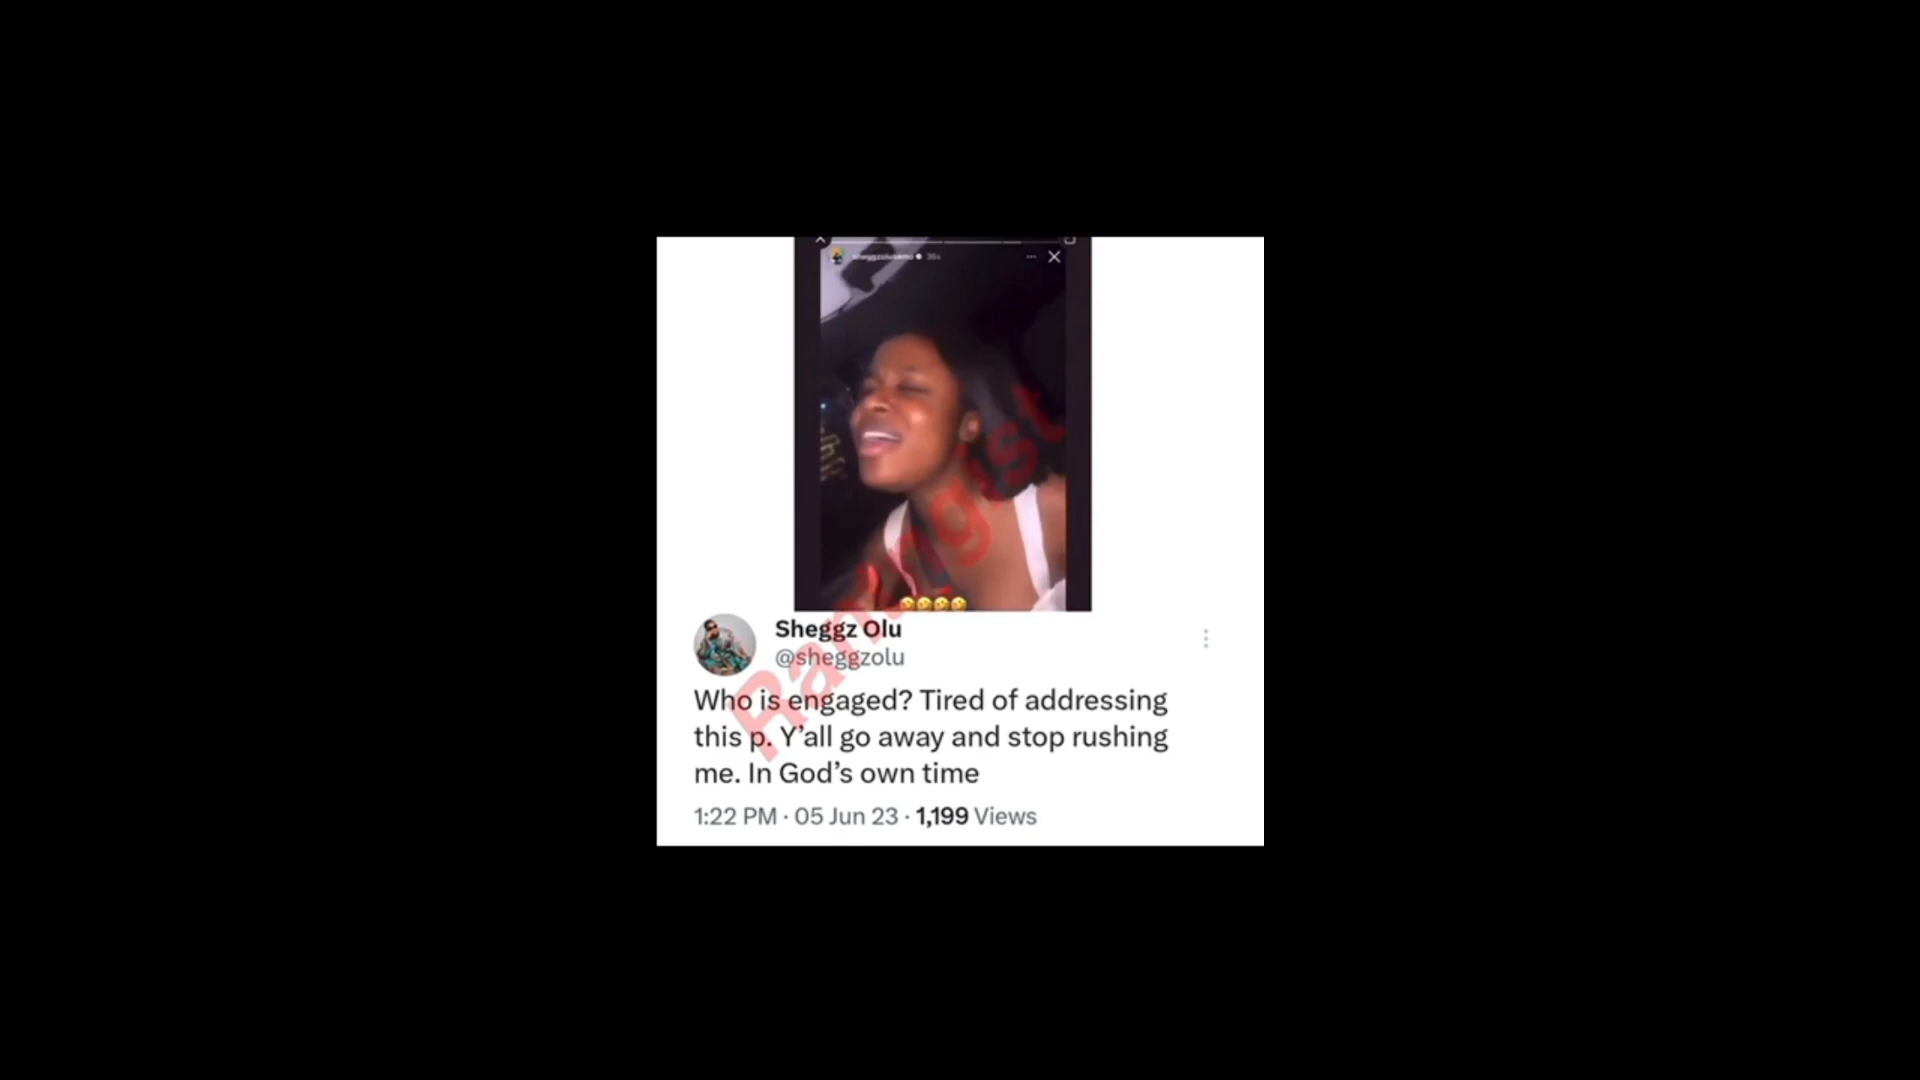 36s
Sheggz Olu
@sheggzolu
Who is engaged? Tired of addressing
this p. Y’all go away and stop rushing
me. In God’s own time
1:22 PM · 05 Jun 23 · 1,199 Views